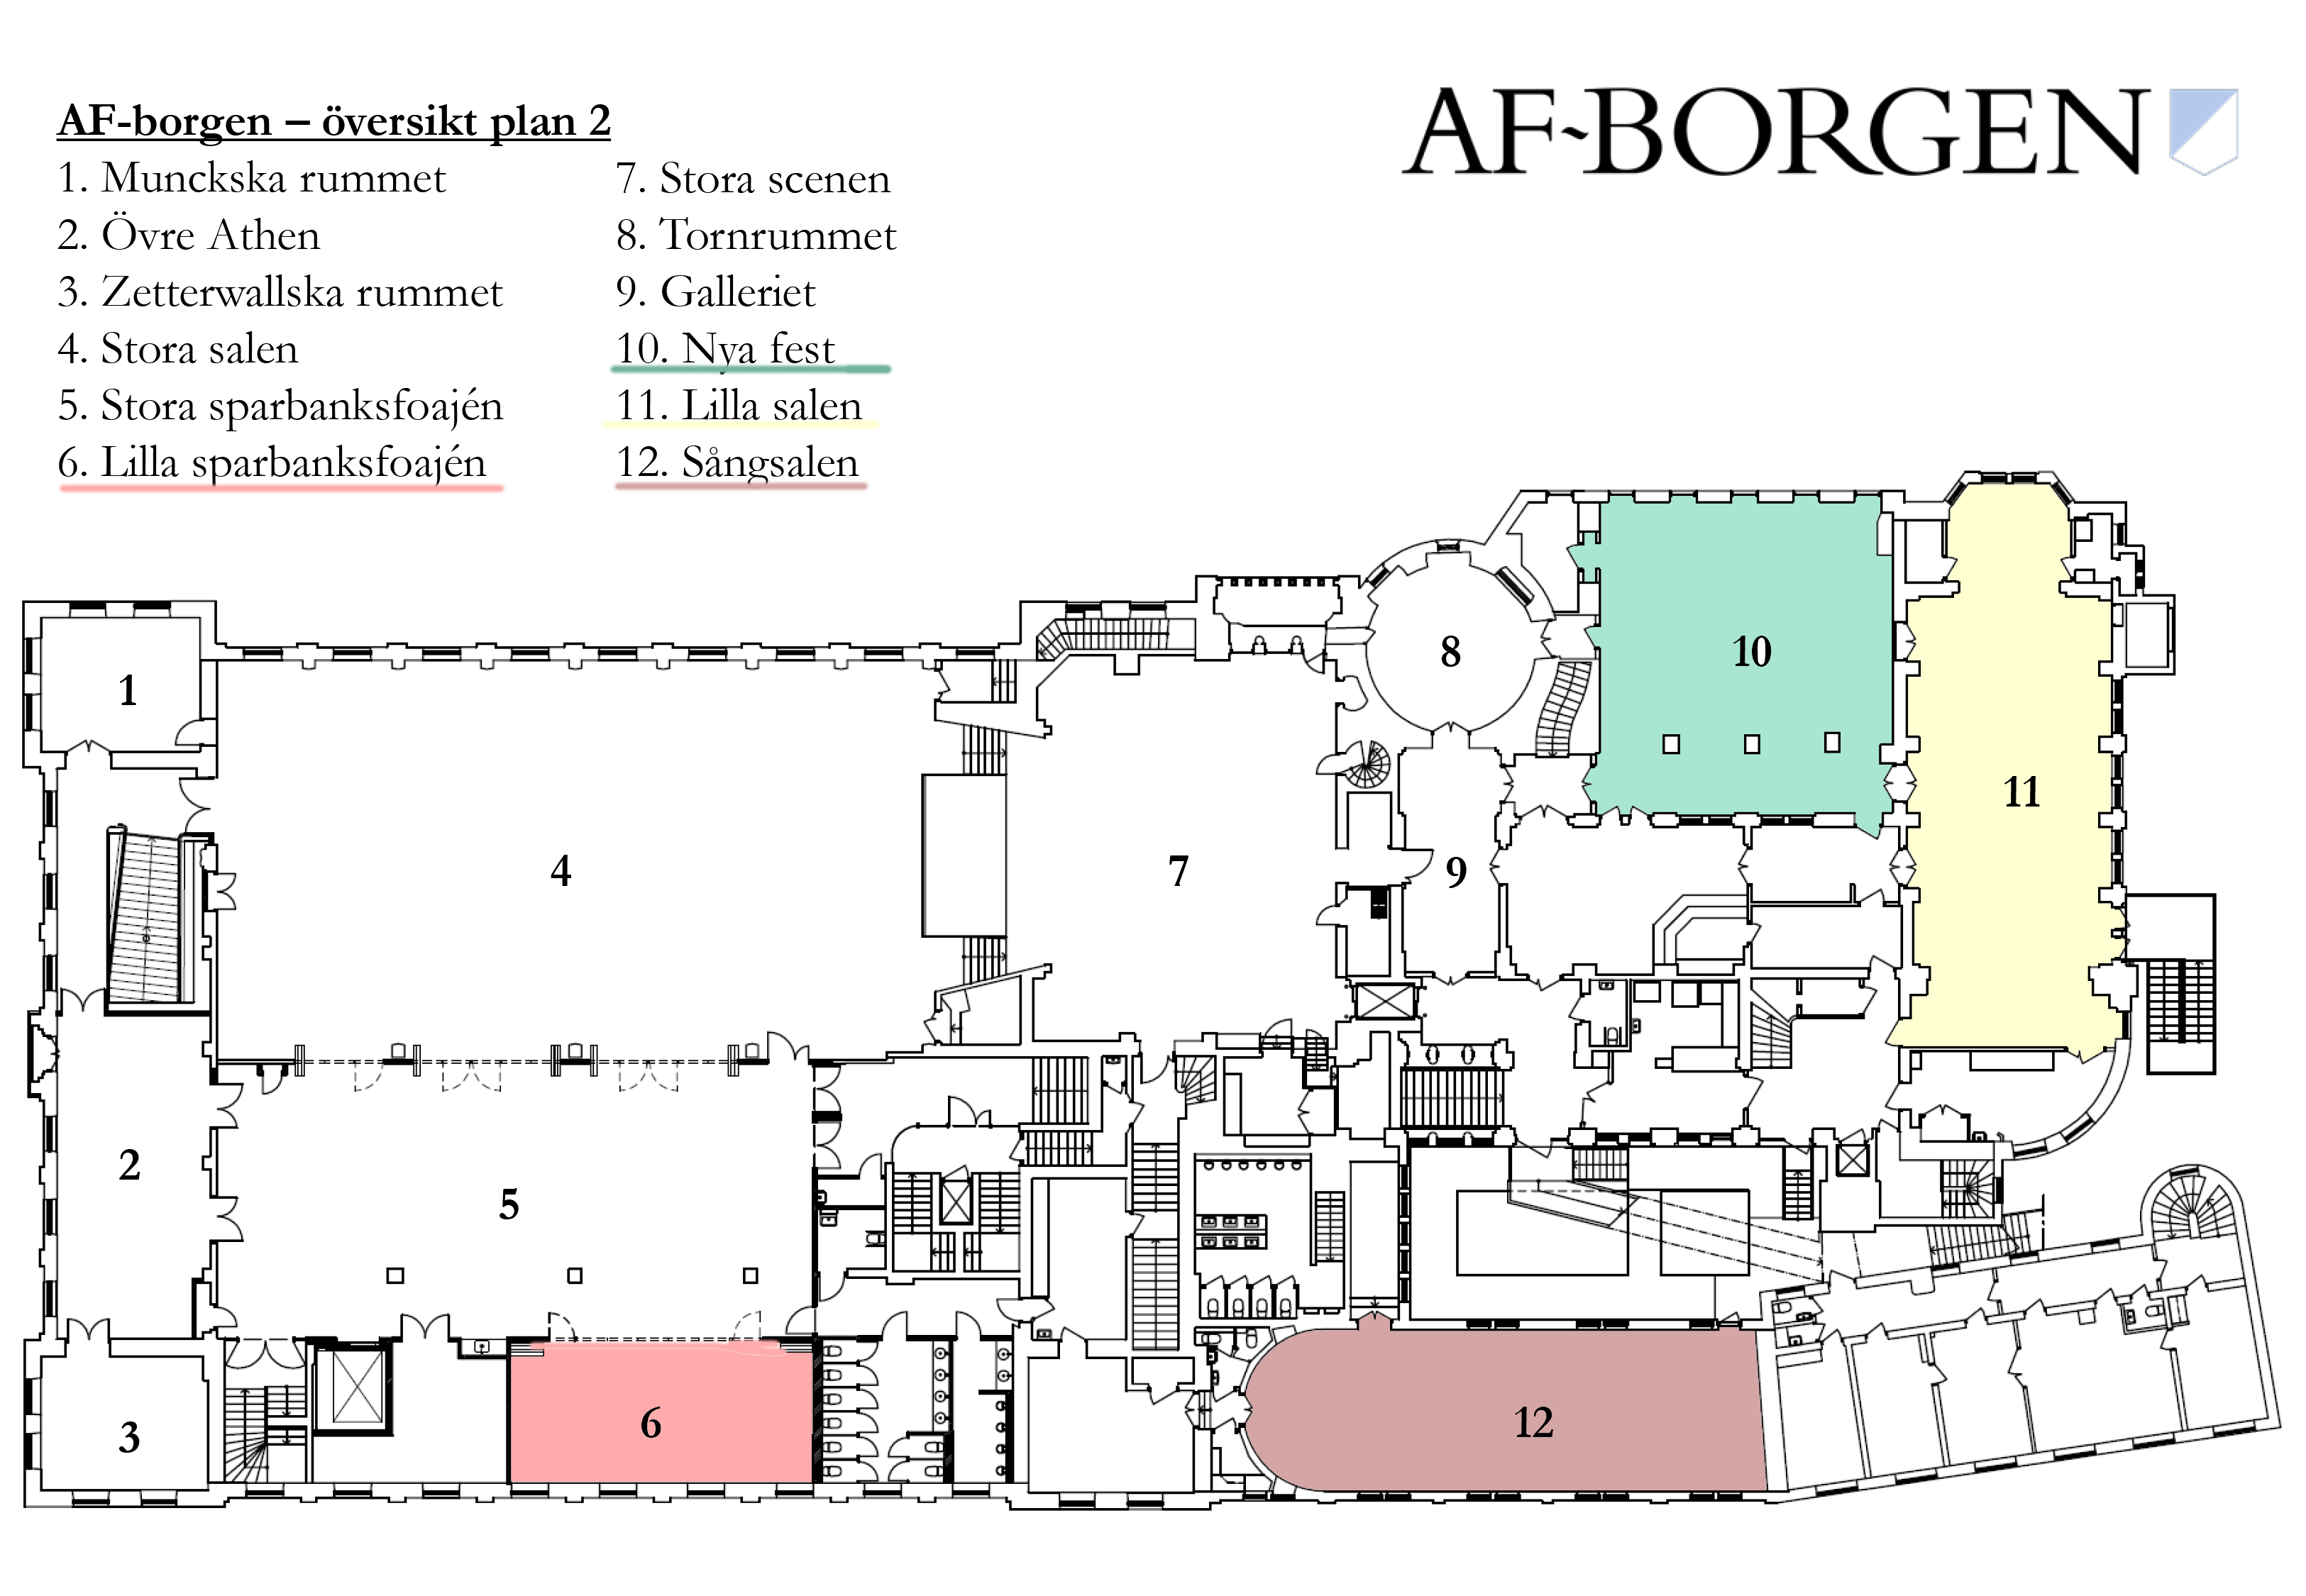 AF-BORGEN
AF-borgen – översikt plan 2
1. Munckska rummet
2. Övre Athen
3. Zetterwallska rummet
4. Stora salen
5. Stora sparbanksfoajén
6. Lilla sparbanksfoajén
7. Stora scenen
8. Tornrummet
9. Galleriet
10. Nya fest
11. Lilla salen
12. Sångsalen
1
2
3
4
5
6
7
8
9
10
11
12